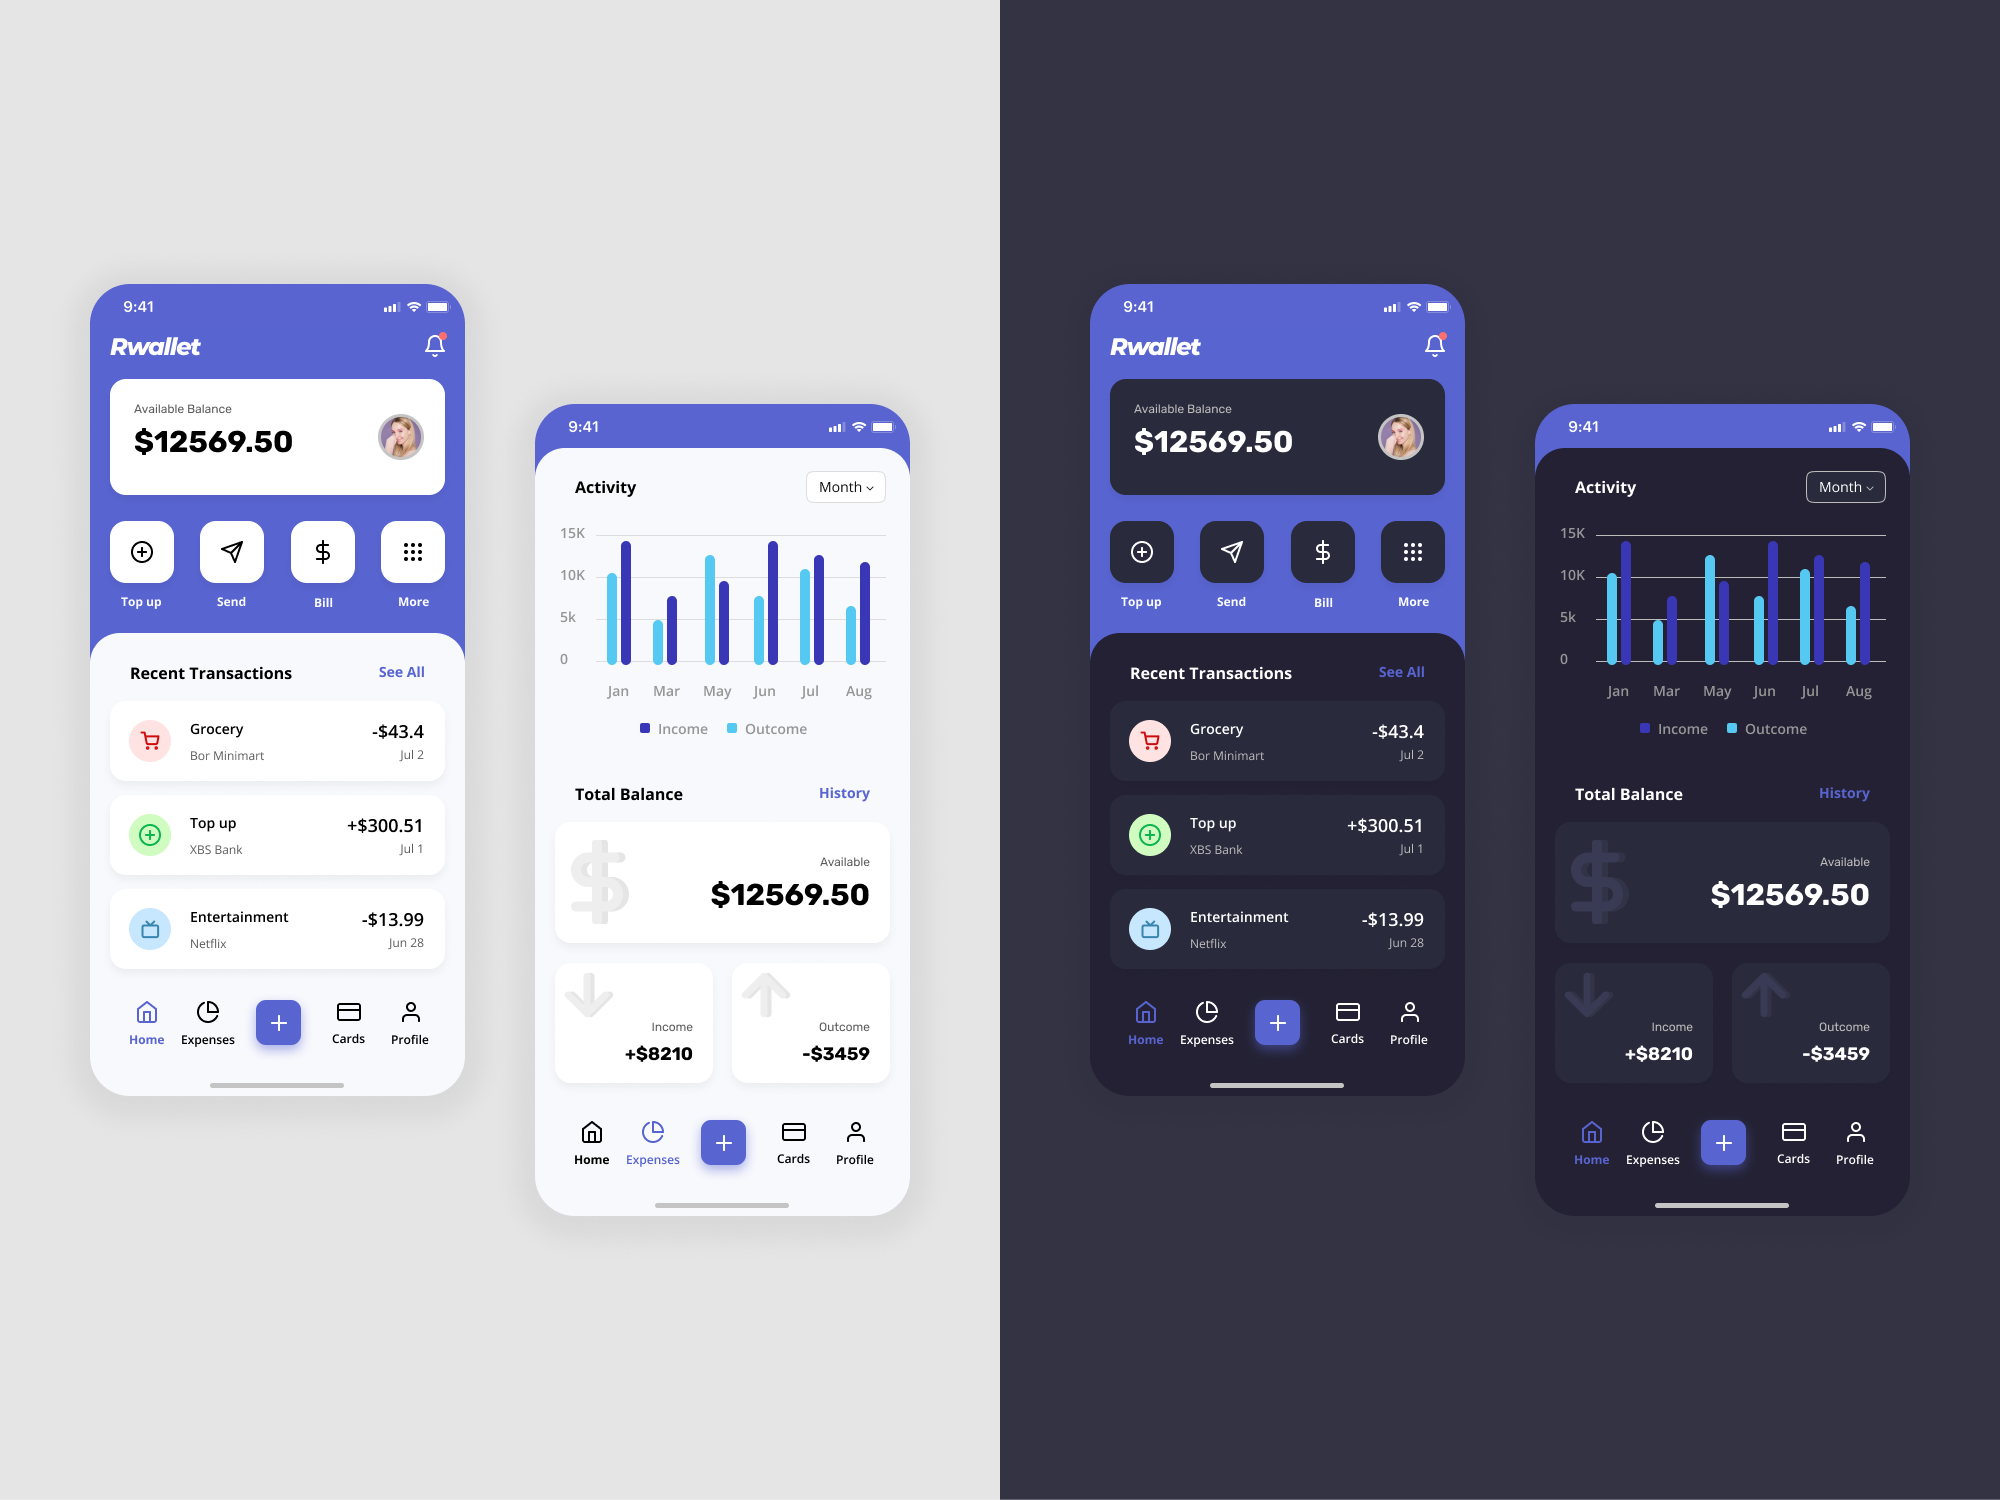 9:41
Rwallet
Available Balance
$12569.50
Top up Send Bill More
Recent Transactions See All
Grocery -$43.4
Bor Minimart Jul 2
Top up +$300.51
XBS Bank Jul 1
Entertainment -$13.99
Netflix Jun 28
Home Expenses Cards Profile
9:41
Activity Month
15K
10K
5k
0
Jan Mar May Jun Jul Aug
Income Outcome
Total Balance History
$ Available
$12569.50
Income Outcome
+$8210 -$3459
Home Expenses Cards Profile
9:41
Rwallet
Available Balance
$12569.50
Top up Send Bill More
Recent Transactions See All
Grocery -$43.4
Bor Minimart Jul 2
Top up +$300.51
XBS Bank Jul 1
Entertainment -$13.99
Netflix Jun 28
Home Expenses Cards Profile
9:41
Activity Month
15K
10K
5k
0
Jan Mar May Jun Jul Aug
Income Outcome
Total Balance History
$ Available
$12569.50
Income Outcome
+$8210 -$3459
Home Expenses Cards Profile